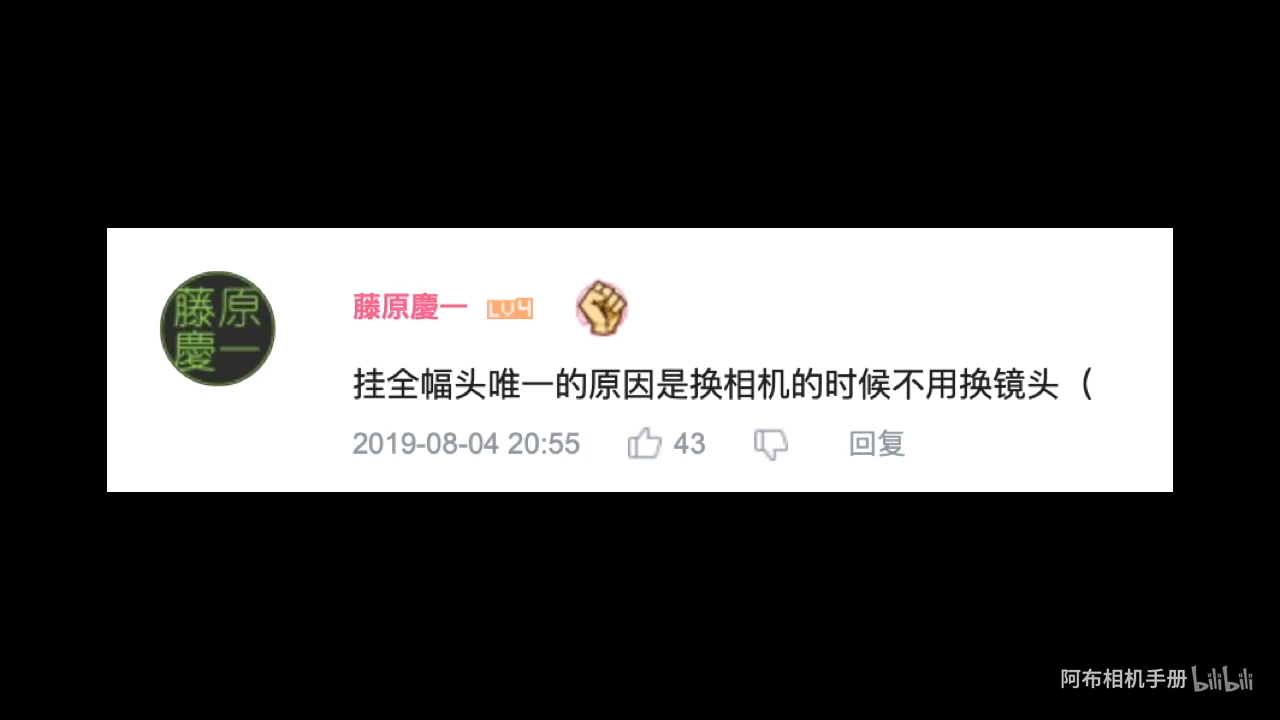 藤原
慶一
藤原慶一 LV4
挂全幅头唯一的原因是换相机的时候不用换镜头（
2019-08-04 20:55 43 回复
阿布相机手册 bilibili